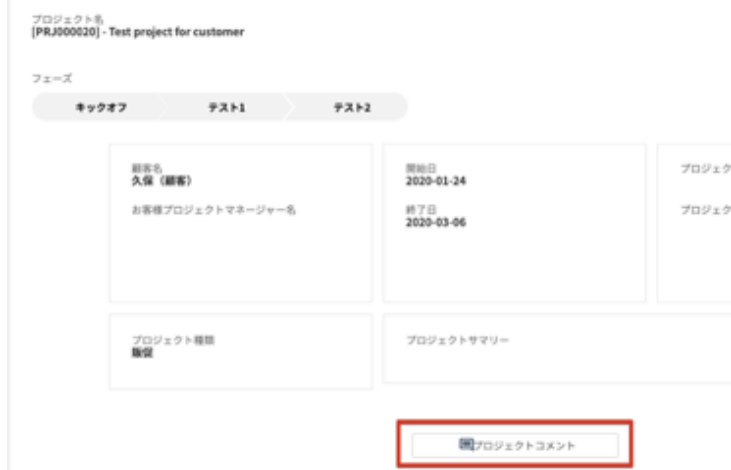 プロジェクト名
[PRJ000020] - Test project for customer
フェーズ
キックオフ テスト1 テスト2
顧客名
久保（顧客）
お客様プロジェクトマネージャー名
開始日
2020-01-24
終了日
2020-03-06
プロジェク
プロジェク
プロジェクト種類
販促
プロジェクトサマリー
プロジェクトコメント